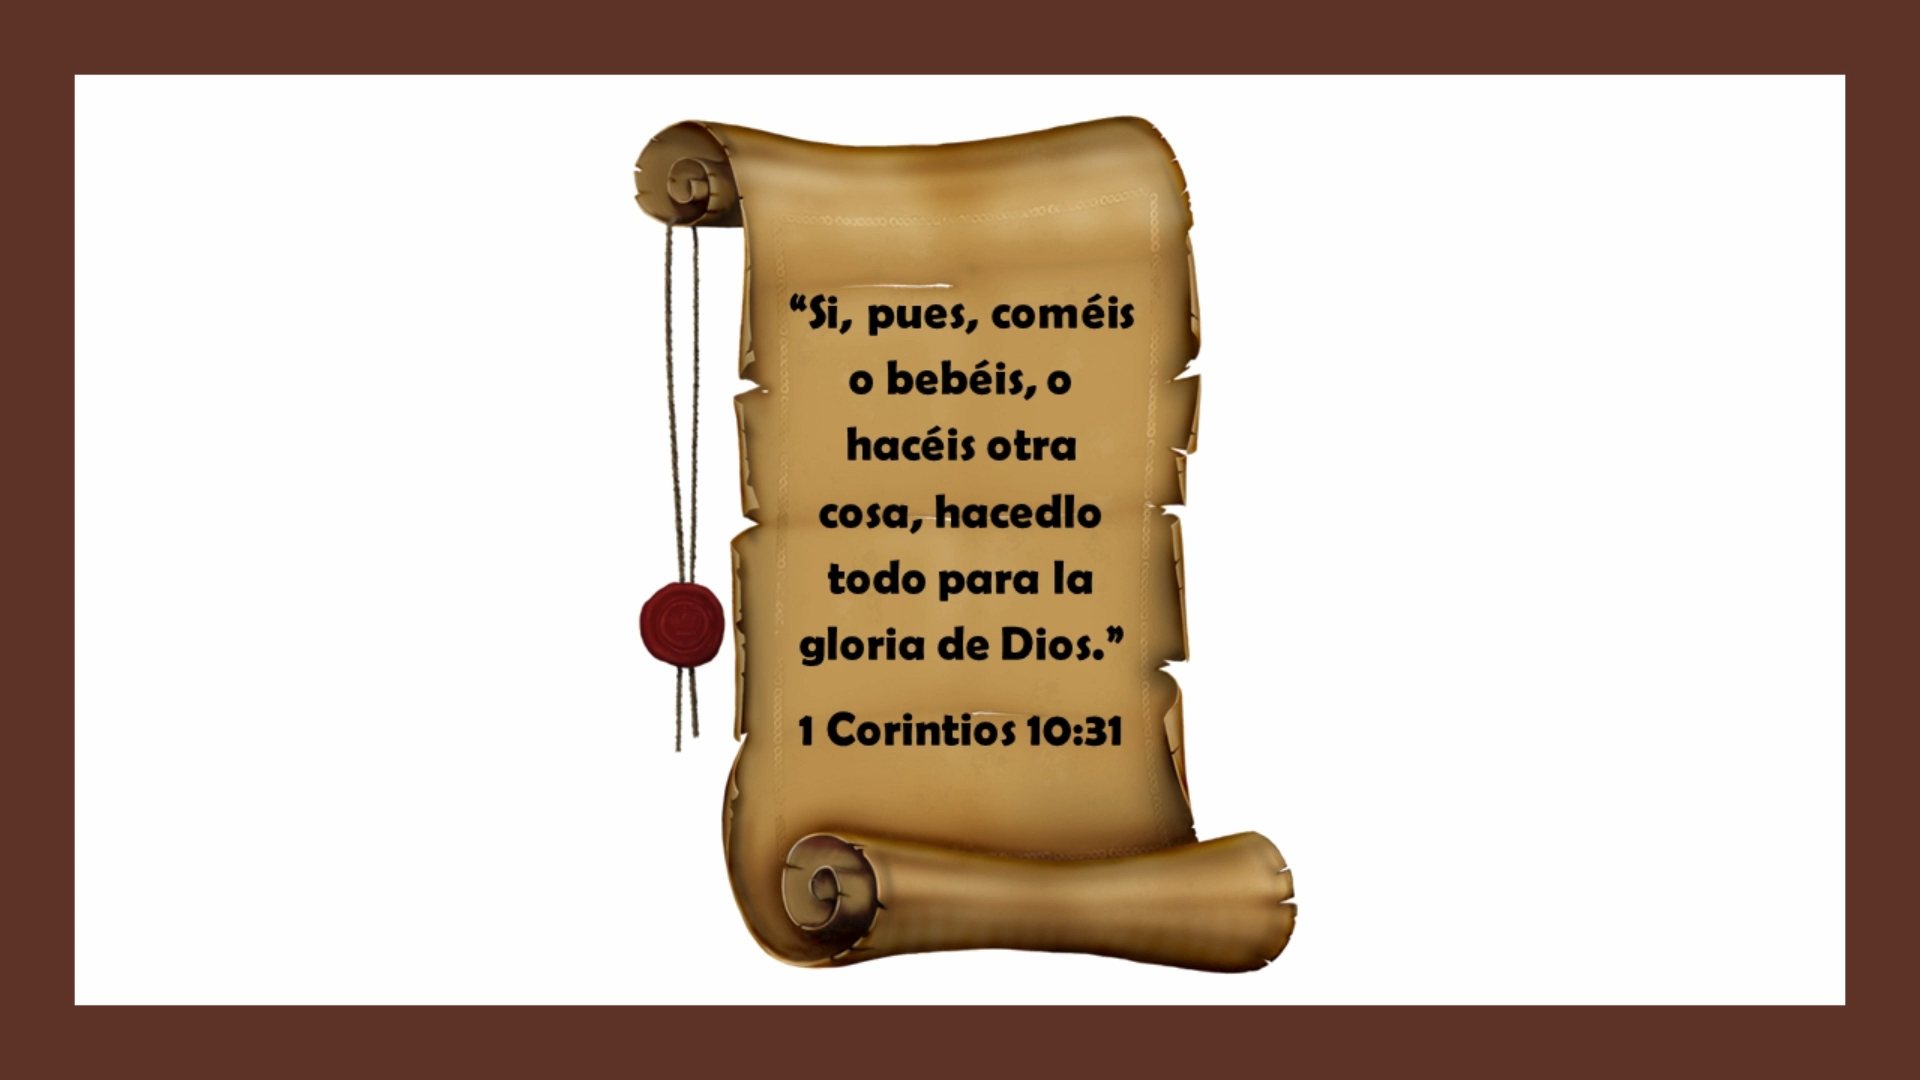 “Si, pues, coméis
o bebéis, o
hacéis otra
cosa, hacedlo
todo para la
gloria de Dios.”
1 Corintios 10:31